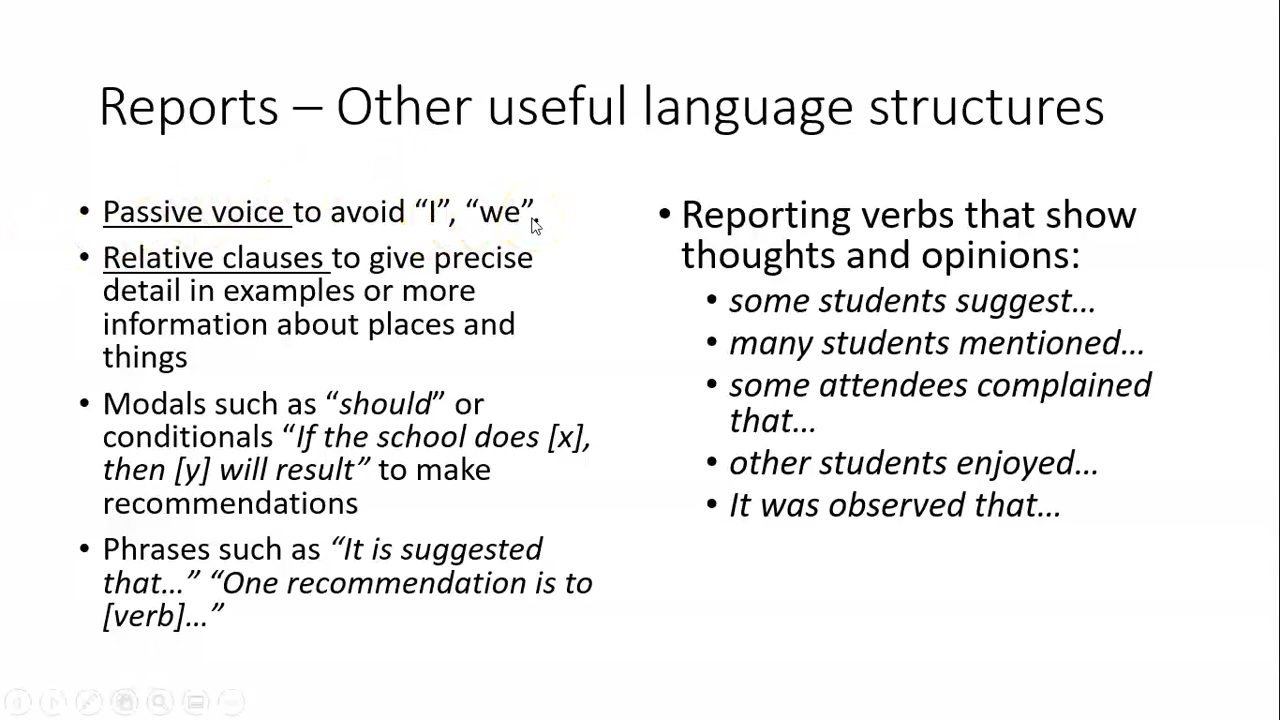 Reports – Other useful language structures
• Passive voice to avoid “I”, “we”.
• Relative clauses to give precise
detail in examples or more
information about places and
things
• Modals such as “should” or
conditionals “If the school does [x],
then [y] will result” to make
recommendations
• Phrases such as “It is suggested
that…” “One recommendation is to
[verb]…”
• Reporting verbs that show
thoughts and opinions:
• some students suggest…
• many students mentioned…
• some attendees complained
that…
• other students enjoyed…
• It was observed that…